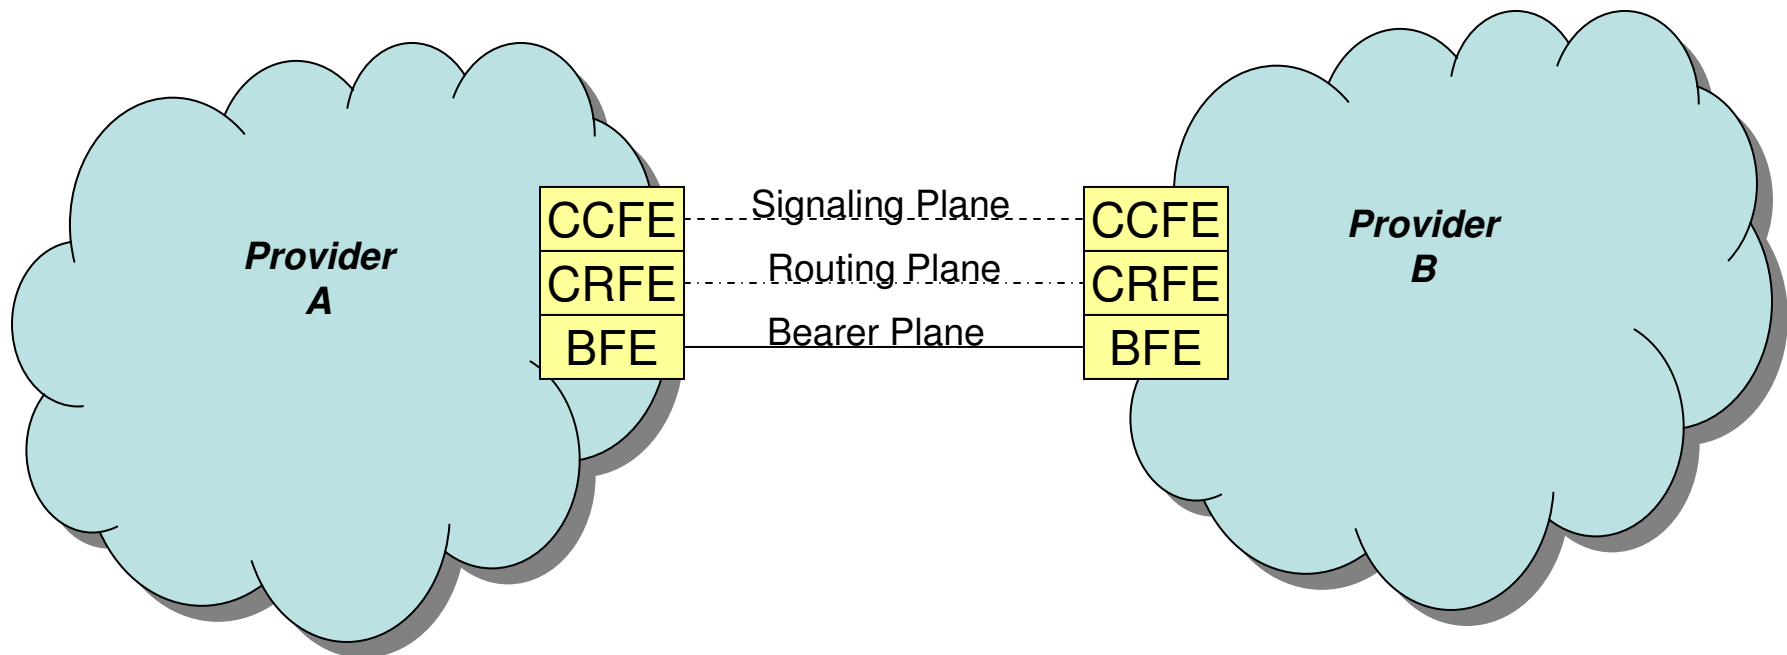 Provider
A
CCFE
CRFE
BFE
Signaling Plane
Routing Plane
Bearer Plane
CCFE
CRFE
BFE
Provider
B